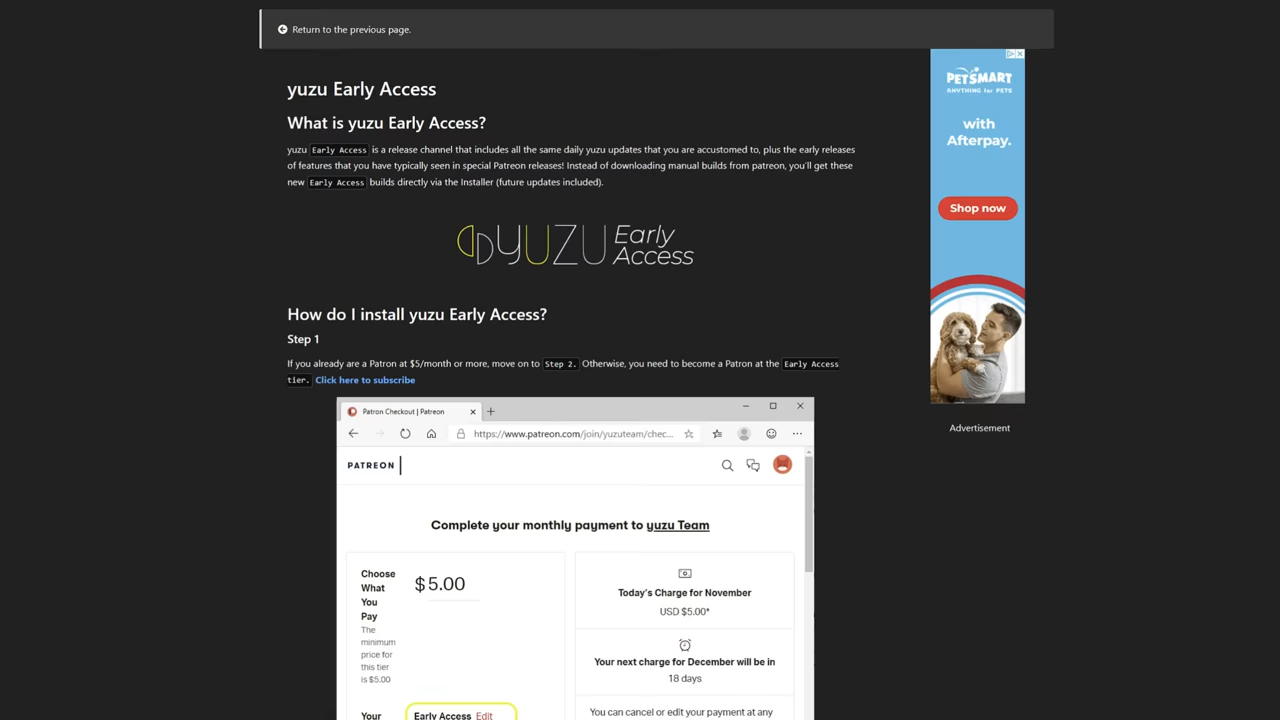 Return to the previous page.
yuzu Early Access
What is yuzu Early Access?
yuzu Early Access is a release channel that includes all the same daily yuzu updates that you are accustomed to, plus the early releases
of features that you have typically seen in special Patreon releases! Instead of downloading manual builds from patreon, you'll get these
new Early Access builds directly via the Installer (future updates included).
YUZU Early
Access
How do I install yuzu Early Access?
Step 1
If you already are a Patron at $5/month or more, move on to Step 2. Otherwise, you need to become a Patron at the Early Access
tier. Click here to subscribe
Patron Checkout | Patreon
https://www.patreon.com/join/yuzuteam/chec...
PATREON
Complete your monthly payment to yuzu Team
Choose
What
You
Pay
The
minimum
price for
this tier
is $5.00
$5.00
Your
Early Access Edit
Today's Charge for November
USD $5.00*
Your next charge for December will be in
18 days
You can cancel or edit your payment at any
PETSMART
ANYTHING for PETS
with
Afterpay.
Shop now
Advertisement